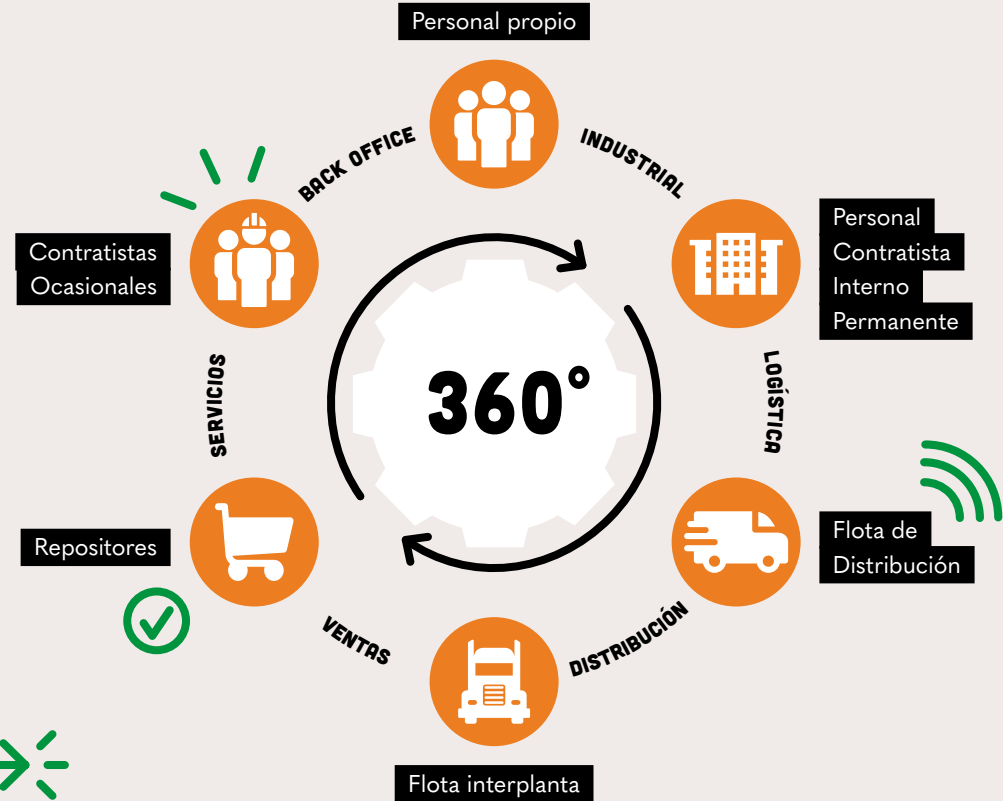 Personal propio
BACK OFFICE
INDUSTRIAL
Contratistas
Ocasionales
Personal
Contratista
Interno
Permanente
360°
SERVICIOS
LOGÍSTICA
Repositores
Flota de
Distribución
VENTAS
DISTRIBUCIÓN
Flota interplanta